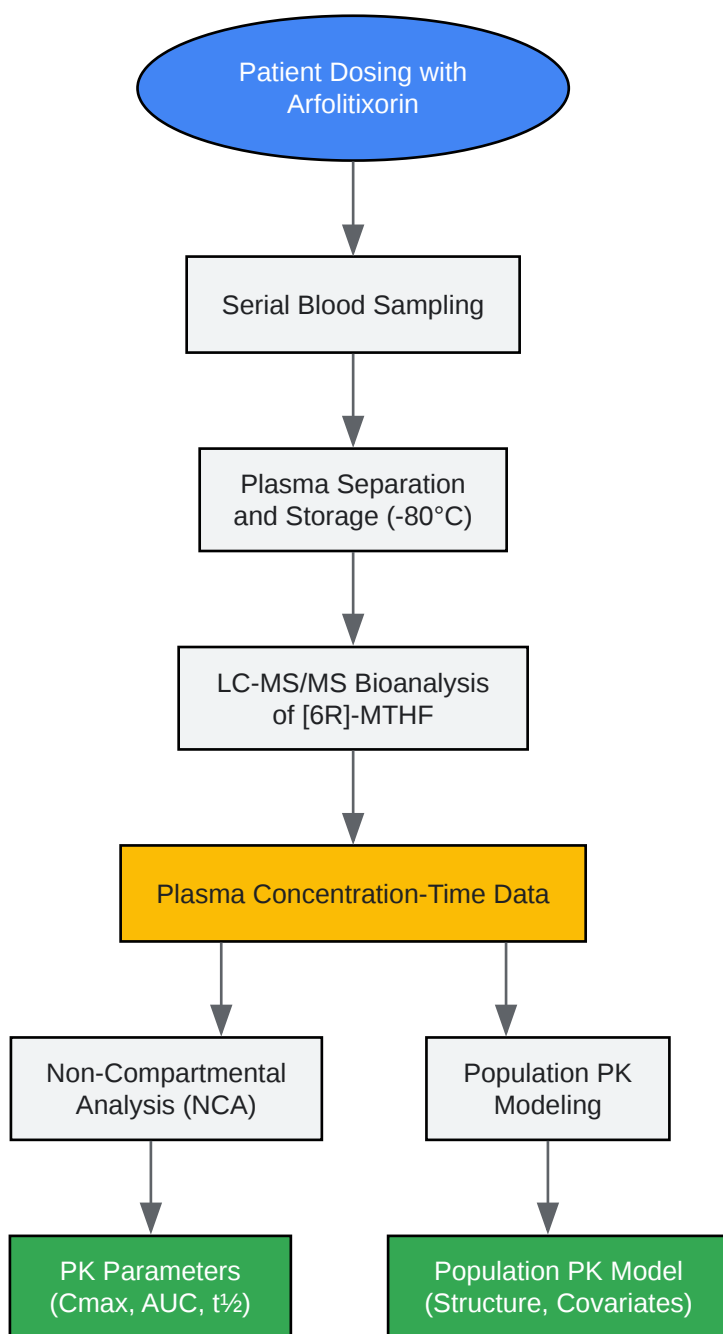 Patient Dosing with
Arfolitixorin
Serial Blood Sampling
Plasma Separation
and Storage (-80°C)
LC-MS/MS Bioanalysis
of [6R]-MTHF
Plasma Concentration-Time Data
Non-Compartmental
Analysis (NCA)
Population PK
Modeling
PK Parameters
(Cmax, AUC, t½)
Population PK Model
(Structure, Covariates)